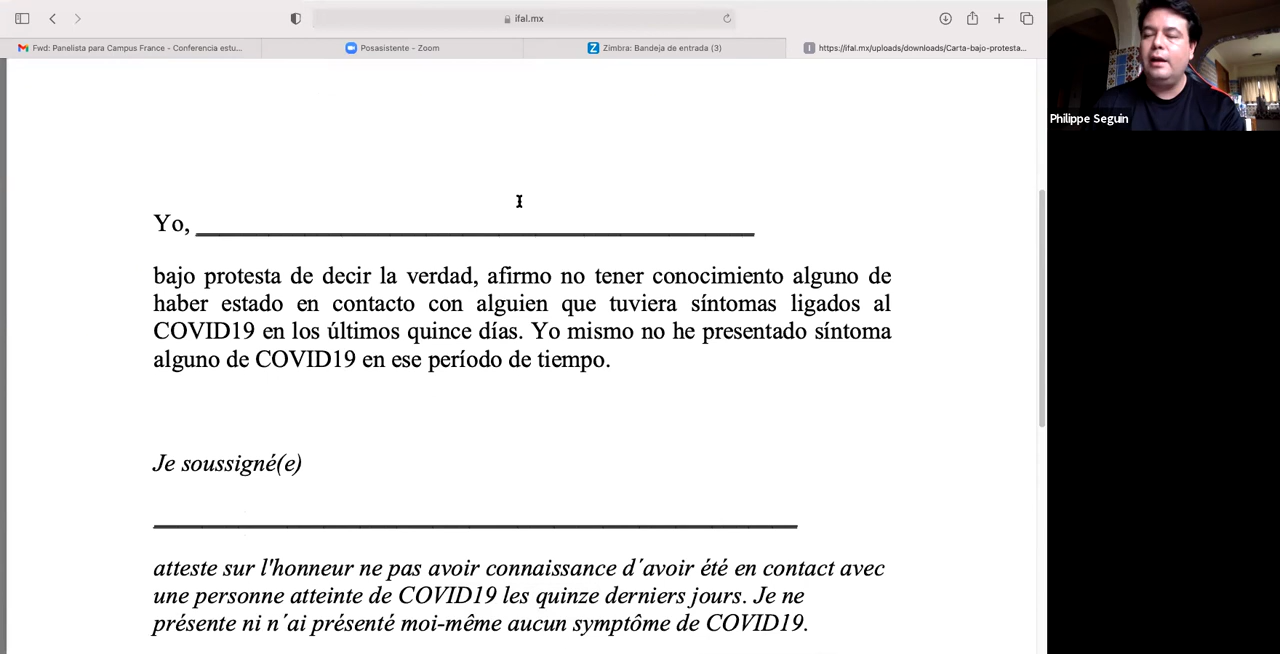 ifal.mx
Fwd: Panelista para Campus France - Conferencia estu...
Posasistente - Zoom
Zimbra: Bandeja de entrada (3)
https://ifal.mx/uploads/downloads/Carta-bajo-protesta...
Philippe Seguin
Yo,
bajo protesta de decir la verdad, afirmo no tener conocimiento alguno de
haber estado en contacto con alguien que tuviera síntomas ligados al
COVID19 en los últimos quince días. Yo mismo no he presentado síntoma
alguno de COVID19 en ese período de tiempo.
Je soussigné(e)
atteste sur l'honneur ne pas avoir connaissance d´avoir été en contact avec
une personne atteinte de COVID19 les quinze derniers jours. Je ne
présente ni n´ai présenté moi-même aucun symptôme de COVID19.